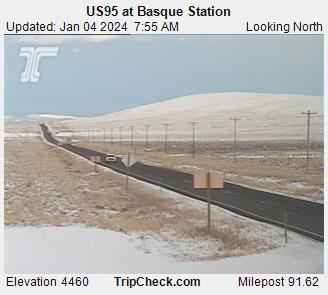 US95 at Basque Station
Updated: Jan 04 2024 7:55 AM Looking North
Elevation 4460 TripCheck.com Milepost 91.62